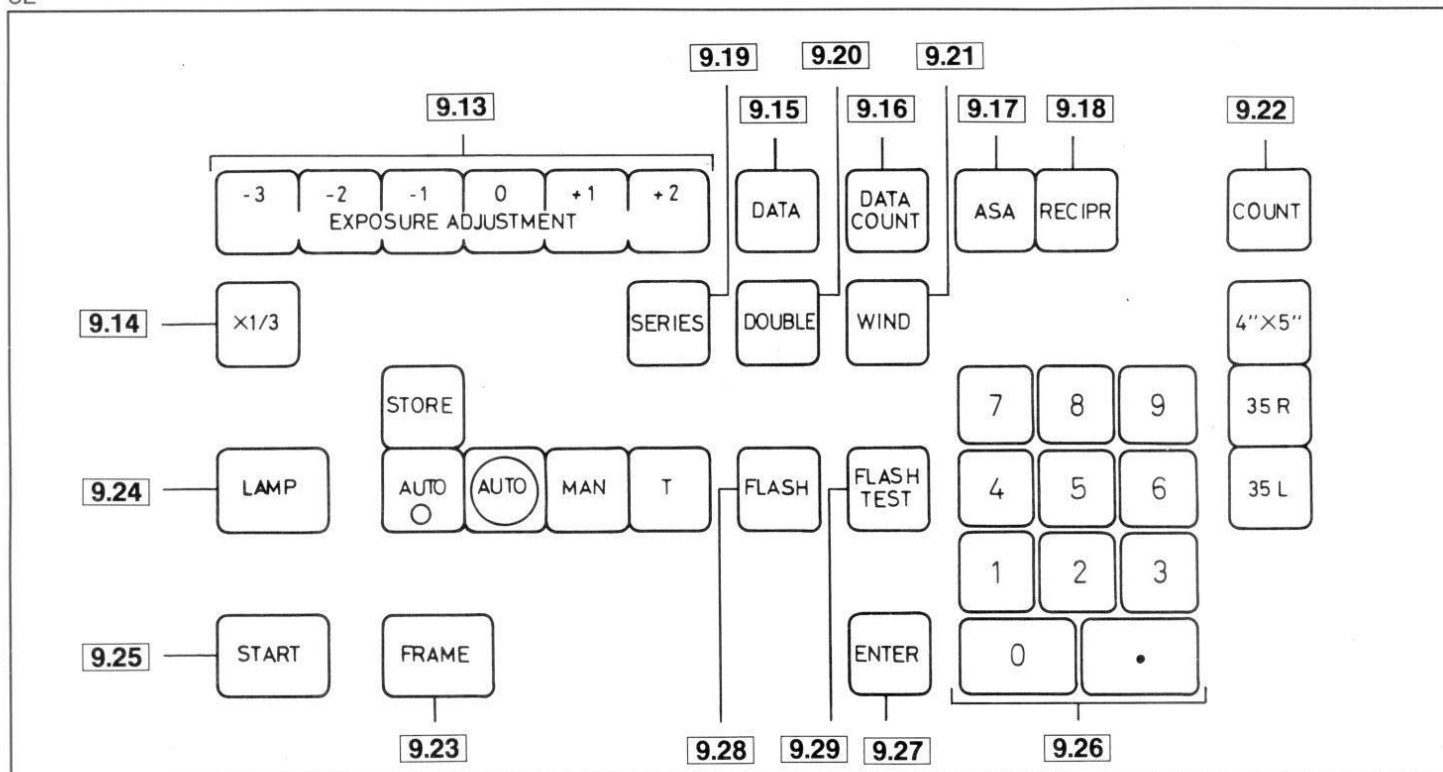 9.19 9.20 9.21
9.13 9.15 9.16 9.17 9.18 9.22
-3 -2 -1 0 +1 +2
EXPOSURE ADJUSTMENT
DATA
DATA
COUNT
ASA
RECIPR
COUNT
9.14
×1/3
SERIES
DOUBLE
WIND
4"×5"
STORE
7 8 9
35 R
9.24
LAMP
AUTO
AUTO
MAN
T
FLASH
FLASH
TEST
4 5 6
35 L
1 2 3
9.25
START
FRAME
ENTER
0 .
9.23 9.28 9.29 9.27 9.26